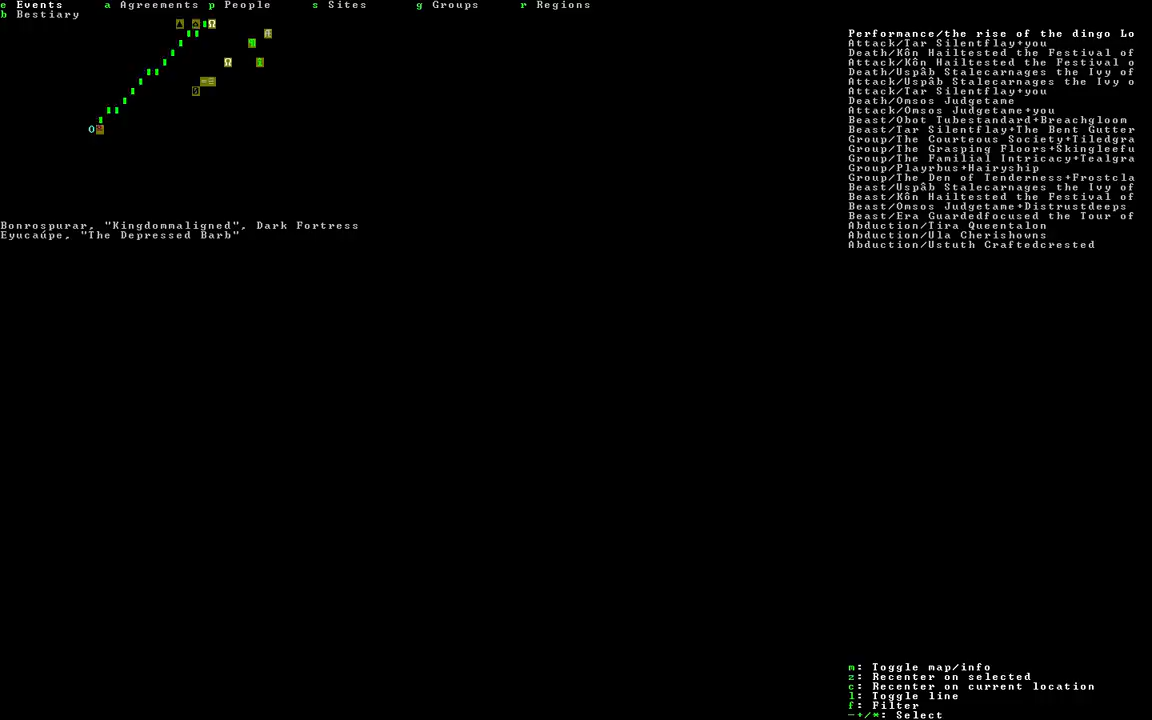 e Events a Agreements p People s Sites g Groups r Regions
b Bestiary
Performance/the rise of the dingo Lo
Attack/Tar Silentflay+you
Death/Kôn Hailtested the Festival of
Attack/Kôn Hailtested the Festival o
Death/Uspâb Stalecarnages the Ivy of
Attack/Uspâb Stalecarnages the Ivy o
Attack/Tar Silentflay+you
Death/Omsos Judgetame
Attack/Omsos Judgetame+you
Beast/Obot Tubestandard+Breachgloom
Beast/Tar Silentflay+The Bent Gutter
Group/The Courteous Society+Tiledgra
Group/The Grasping Floors+Skingleefu
Group/The Familial Intricacy+Tealgra
Group/Playrbus+Hairyship
Group/The Den of Tenderness+Frostcla
Beast/Uspâb Stalecarnages the Ivy of
Beast/Kôn Hailtested the Festival of
Beast/Omsos Judgetame+Distrustdeeps
Beast/Era Guardedfocused the Tour of
Abduction/Tira Queentalon
Abduction/Ula Cherishowns
Abduction/Ustuth Craftedcrested
Bonrospurar, "Kingdommaligned", Dark Fortress
Eyucaúpe, "The Depressed Barb"
m: Toggle map/info
z: Recenter on selected
c: Recenter on current location
l: Toggle line
f: Filter
-+/*: Select